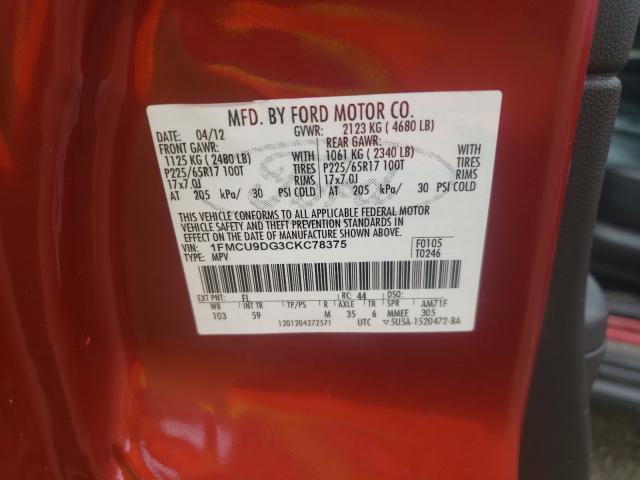 MFD. BY FORD MOTOR CO.
DATE: 04/12 GVWR: 2123 KG ( 4680 LB)
FRONT GAWR: REAR GAWR:
1125 KG ( 2480 LB) WITH 1061 KG ( 2340 LB) WITH
P225/65R17 100T TIRES P225/65R17 100T TIRES
17x7.0J RIMS 17x7.0J RIMS
AT 205 kPa/ 30 PSI COLD AT 205 kPa/ 30 PSI COLD
THIS VEHICLE CONFORMS TO ALL APPLICABLE FEDERAL MOTOR
VEHICLE SAFETY AND BUMPER STANDARDS IN
EFFECT ON THE DATE OF MANUFACTURE SHOWN ABOVE.
VIN: 1FMCU9DG3CKC78375 F0105
TYPE: MPV T0246
EXT PNT: FL RC: 44 DSO:
WB INT TR TP/PS R AXLE TR SPR AM71F
103 59 M 35 6 MMEE 305
1201204272571 UTC ▽5U5A-1520472-BA
Ford